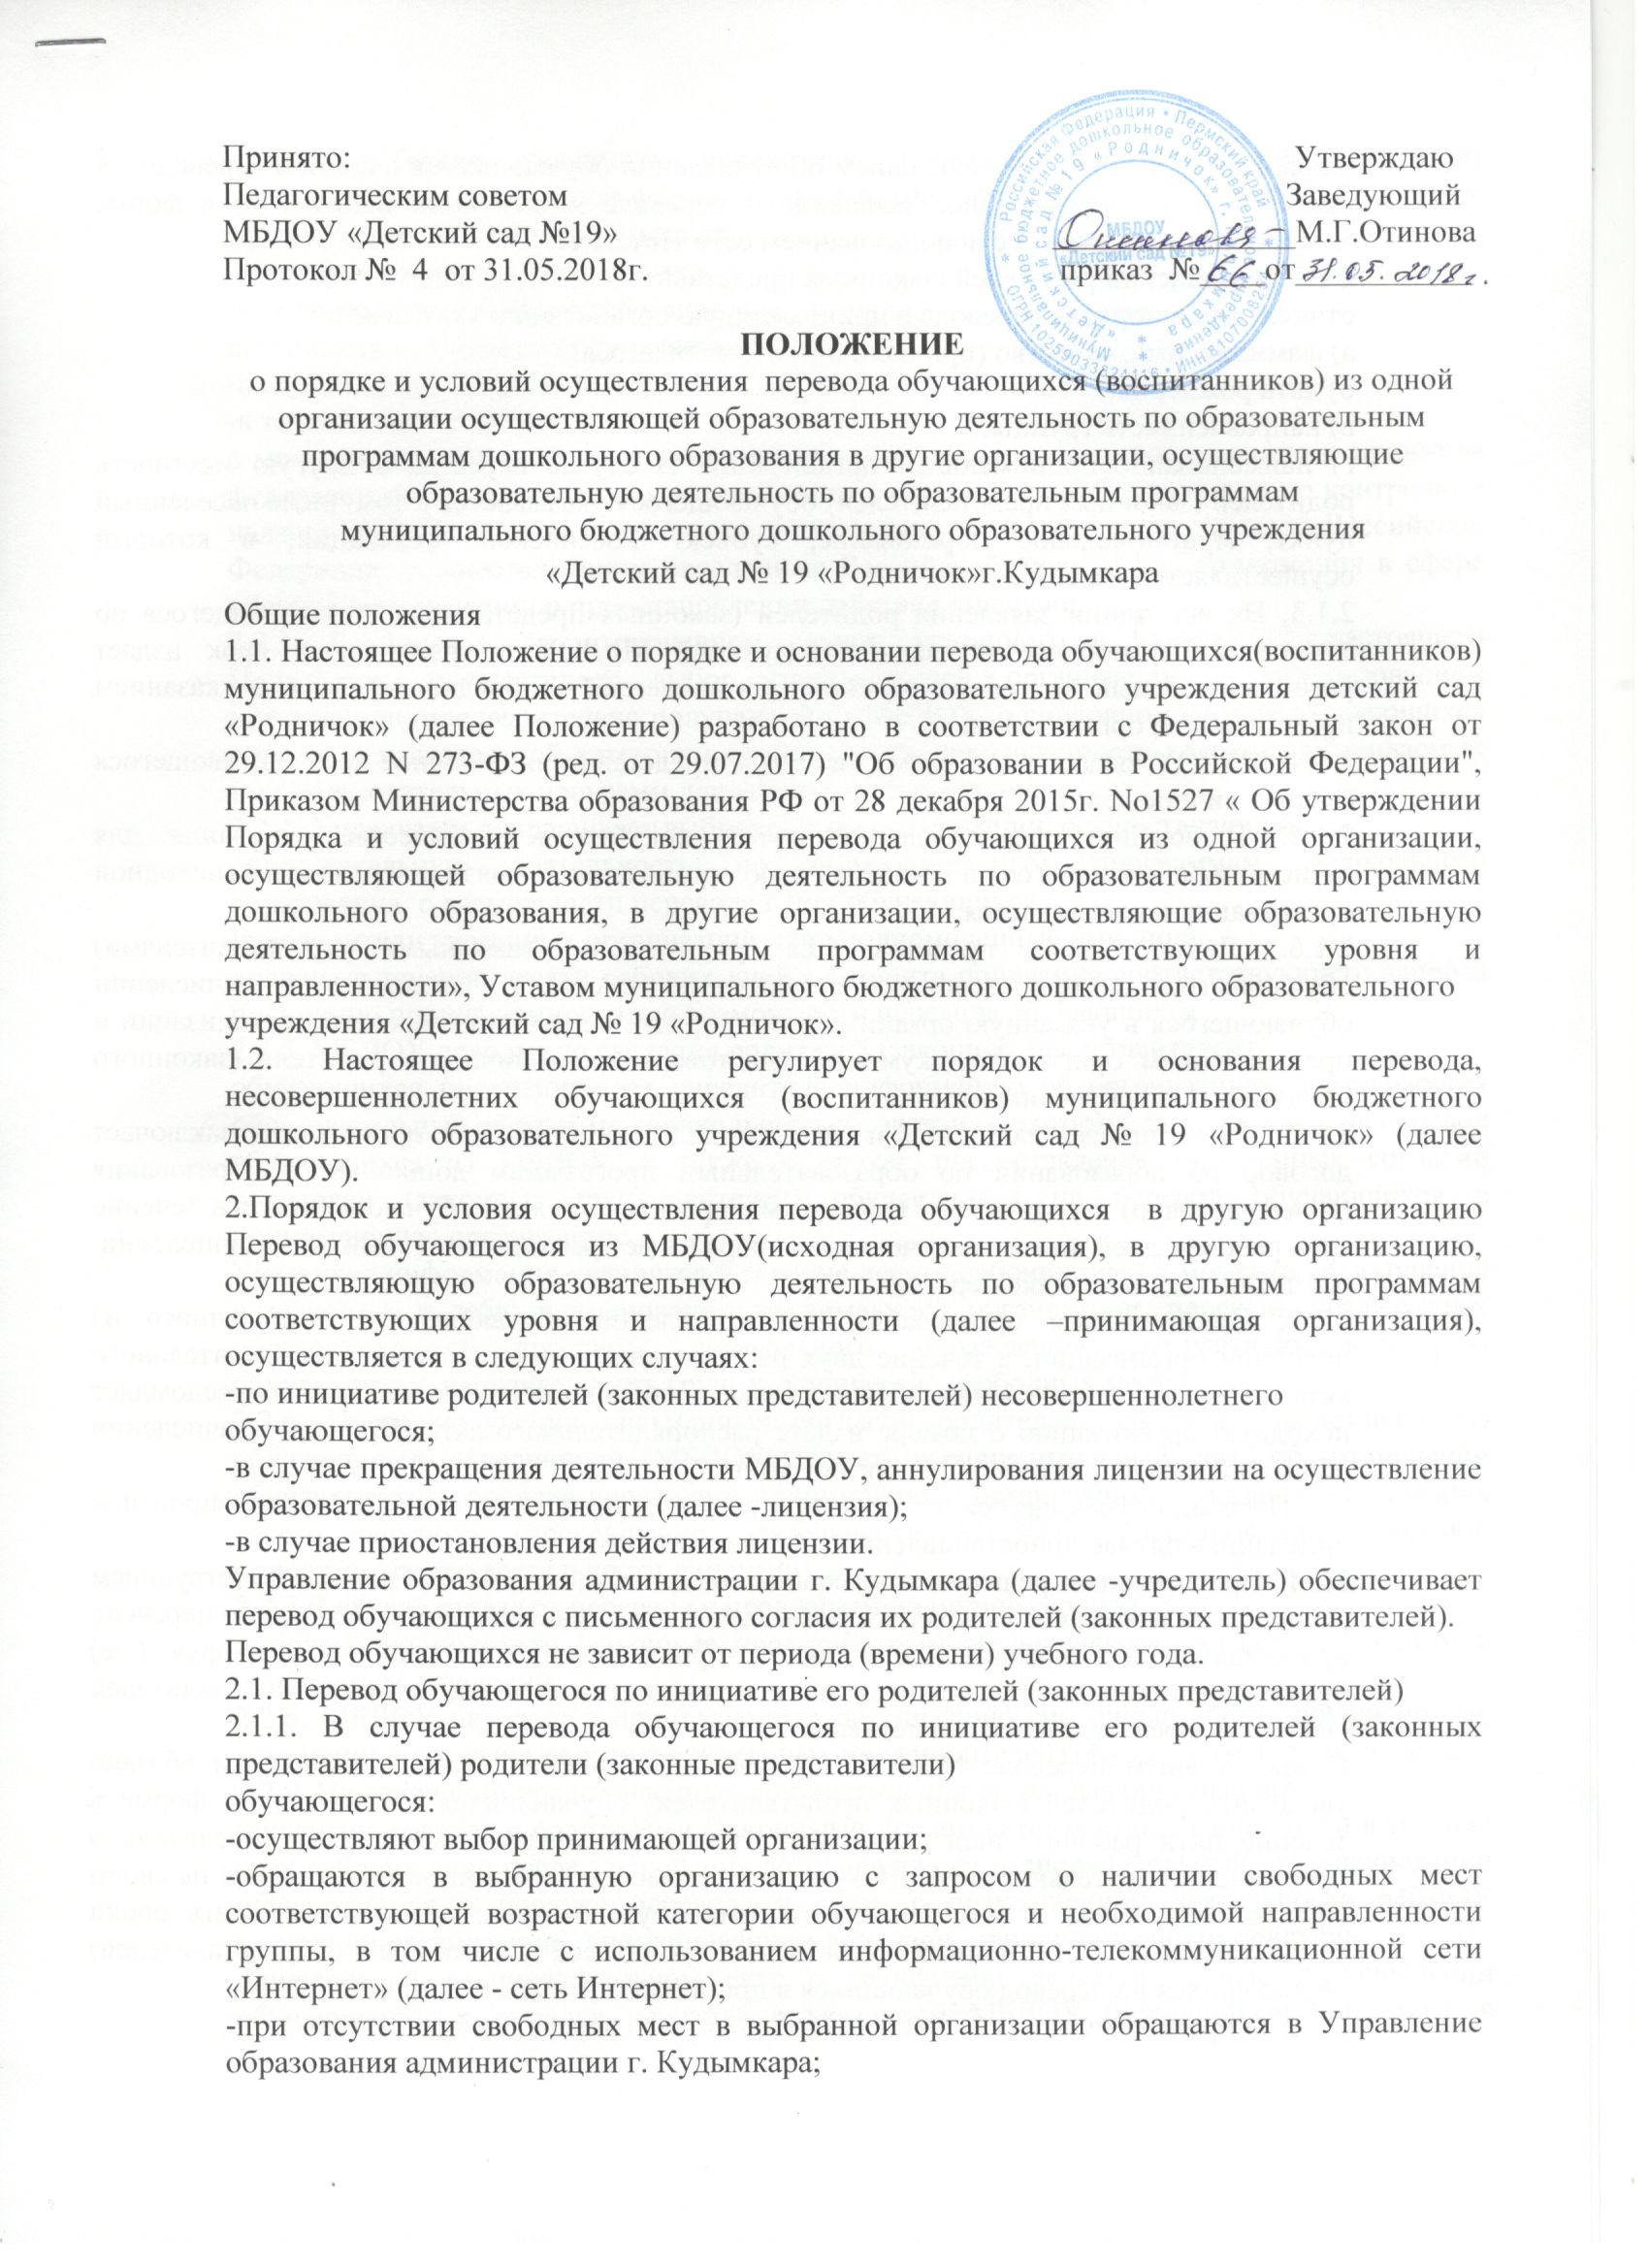 Принято:
Педагогическим советом
МБДОУ «Детский сад №19»
Протокол № 4 от 31.05.2018г.
Утверждаю
Заведующий
М.Г.Отинова
приказ № 66 от 31.05.2018г.
МБДОУ
«Детский сад №19»
ПОЛОЖЕНИЕ
о порядке и условий осуществления перевода обучающихся (воспитанников) из одной
организации осуществляющей образовательную деятельность по образовательным
программам дошкольного образования в другие организации, осуществляющие
образовательную деятельность по образовательным программам
муниципального бюджетного дошкольного образовательного учреждения
«Детский сад № 19 «Родничок»г.Кудымкара
Общие положения
1.1. Настоящее Положение о порядке и основании перевода обучающихся(воспитанников)
муниципального бюджетного дошкольного образовательного учреждения детский сад
«Родничок» (далее Положение) разработано в соответствии с Федеральный закон от
29.12.2012 N 273-ФЗ (ред. от 29.07.2017) "Об образовании в Российской Федерации",
Приказом Министерства образования РФ от 28 декабря 2015г. No1527 « Об утверждении
Порядка и условий осуществления перевода обучающихся из одной организации,
осуществляющей образовательную деятельность по образовательным программам
дошкольного образования, в другие организации, осуществляющие образовательную
деятельность по образовательным программам соответствующих уровня и
направленности», Уставом муниципального бюджетного дошкольного образовательного
учреждения «Детский сад № 19 «Родничок».
1.2. Настоящее Положение регулирует порядок и основания перевода,
несовершеннолетних обучающихся (воспитанников) муниципального бюджетного
дошкольного образовательного учреждения «Детский сад № 19 «Родничок» (далее
МБДОУ).
2.Порядок и условия осуществления перевода обучающихся в другую организацию
Перевод обучающегося из МБДОУ(исходная организация), в другую организацию,
осуществляющую образовательную деятельность по образовательным программам
соответствующих уровня и направленности (далее –принимающая организация),
осуществляется в следующих случаях:
-по инициативе родителей (законных представителей) несовершеннолетнего
обучающегося;
-в случае прекращения деятельности МБДОУ, аннулирования лицензии на осуществление
образовательной деятельности (далее -лицензия);
-в случае приостановления действия лицензии.
Управление образования администрации г. Кудымкара (далее -учредитель) обеспечивает
перевод обучающихся с письменного согласия их родителей (законных представителей).
Перевод обучающихся не зависит от периода (времени) учебного года.
2.1. Перевод обучающегося по инициативе его родителей (законных представителей)
2.1.1. В случае перевода обучающегося по инициативе его родителей (законных
представителей) родители (законные представители)
обучающегося:
-осуществляют выбор принимающей организации;
-обращаются в выбранную организацию с запросом о наличии свободных мест
соответствующей возрастной категории обучающегося и необходимой направленности
группы, в том числе с использованием информационно-телекоммуникационной сети
«Интернет» (далее - сеть Интернет);
-при отсутствии свободных мест в выбранной организации обращаются в Управление
образования администрации г. Кудымкара;